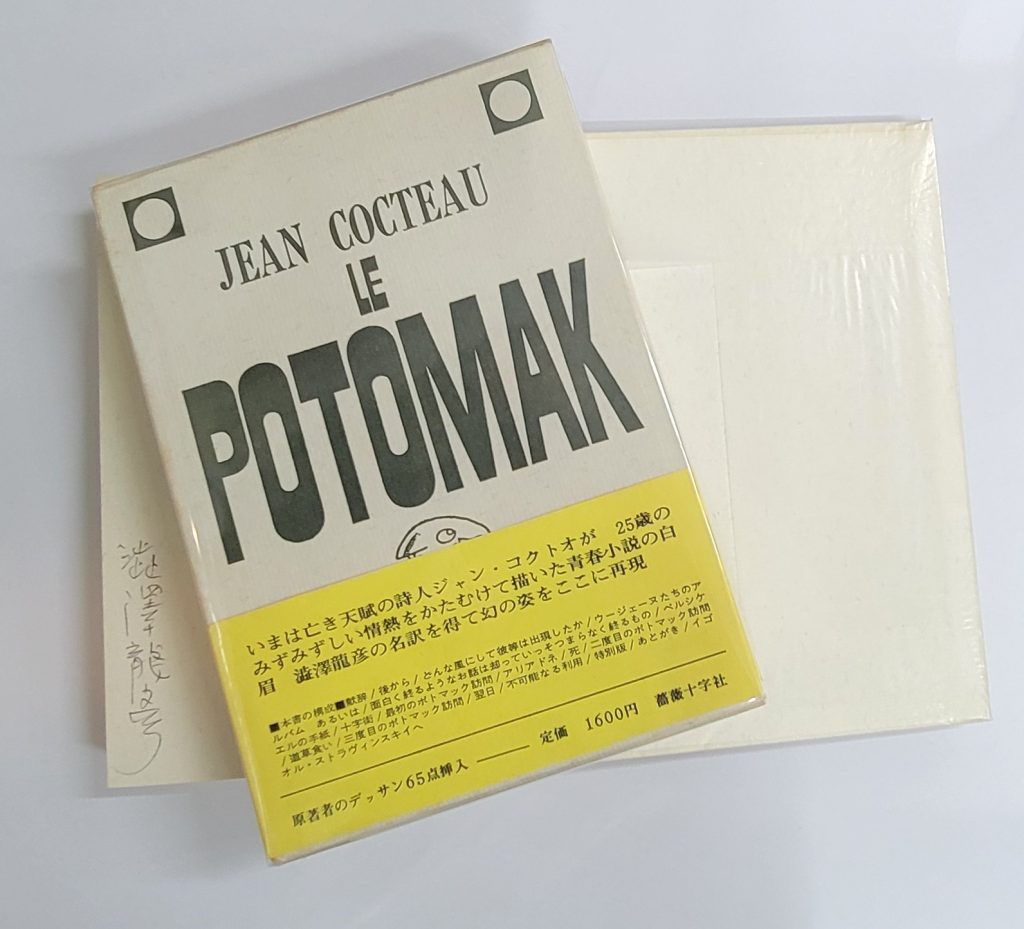 JEAN COCTEAU
LE
POTOMAK
いまは亡き天賦の詩人ジャン・コクトオが 25歳の
みずみずしい情熱をかたむけて描いた青春小説の白
眉 澁澤龍彦の名訳を得て幻の姿をここに再現
■本書の構成■献辞/後から/どんな風にして彼等は出現したか/ウージェーヌたちのア
ルバム あるいは/面白く終るようなお話は却っていっそつまらなく終るもの/ペルシケ
エルの手紙/十字街/最初のポトマック訪問/アリアドネ/死/二度目のポトマック訪問
/道草食い/三度目のポトマック訪問/翌日/不可能なる利用/特別版/あとがき/イゴ
オル・ストラヴィンスキイへ
定価 1600円 薔薇十字社
原著者のデッサン65点挿入
澁澤龍彦